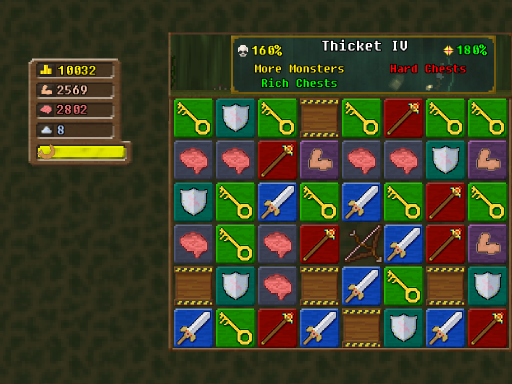 160%
Thicket IV
180%
More Monsters
Hard Chests
Rich Chests
10032
2569
2802
8